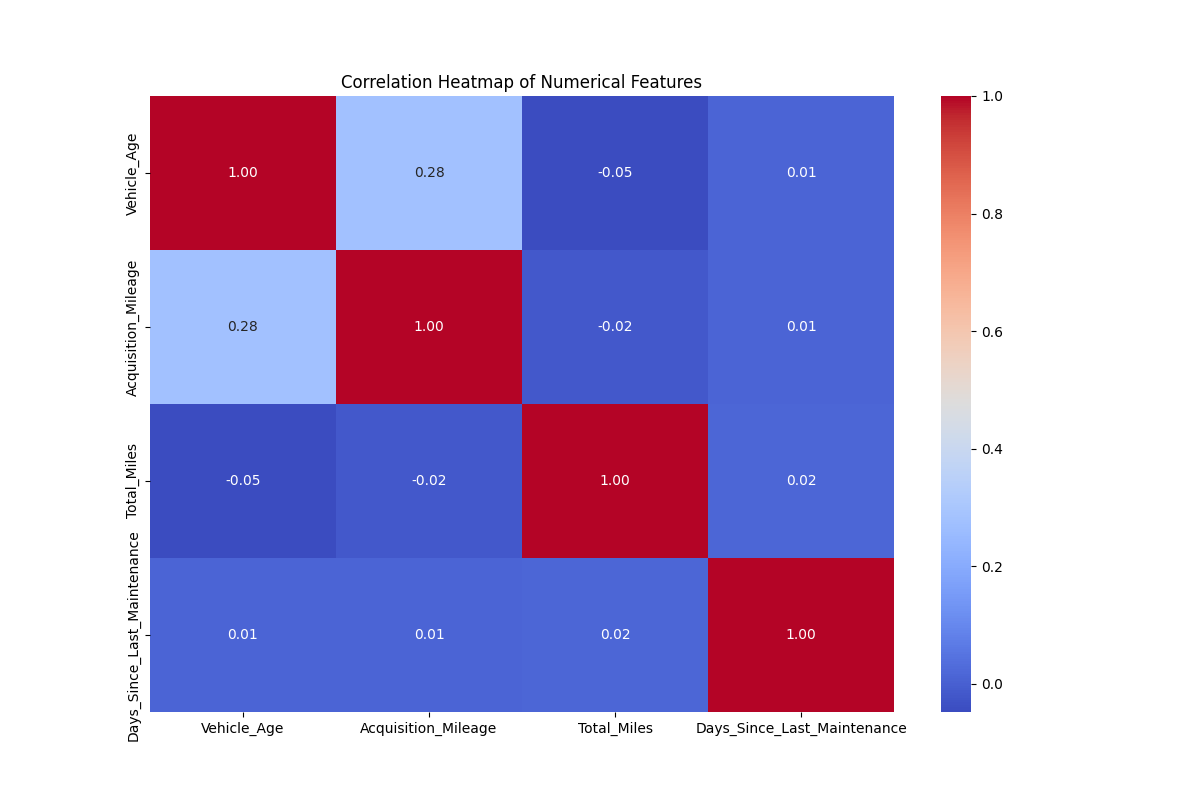 Correlation Heatmap of Numerical Features
Vehicle_Age
1.00
0.28
-0.05
0.01
Acquisition_Mileage
0.28
1.00
-0.02
0.01
Total_Miles
-0.05
-0.02
1.00
0.02
Days_Since_Last_Maintenance
0.01
0.01
0.02
1.00
Vehicle_Age
Acquisition_Mileage
Total_Miles
Days_Since_Last_Maintenance
1.0
0.8
0.6
0.4
0.2
0.0